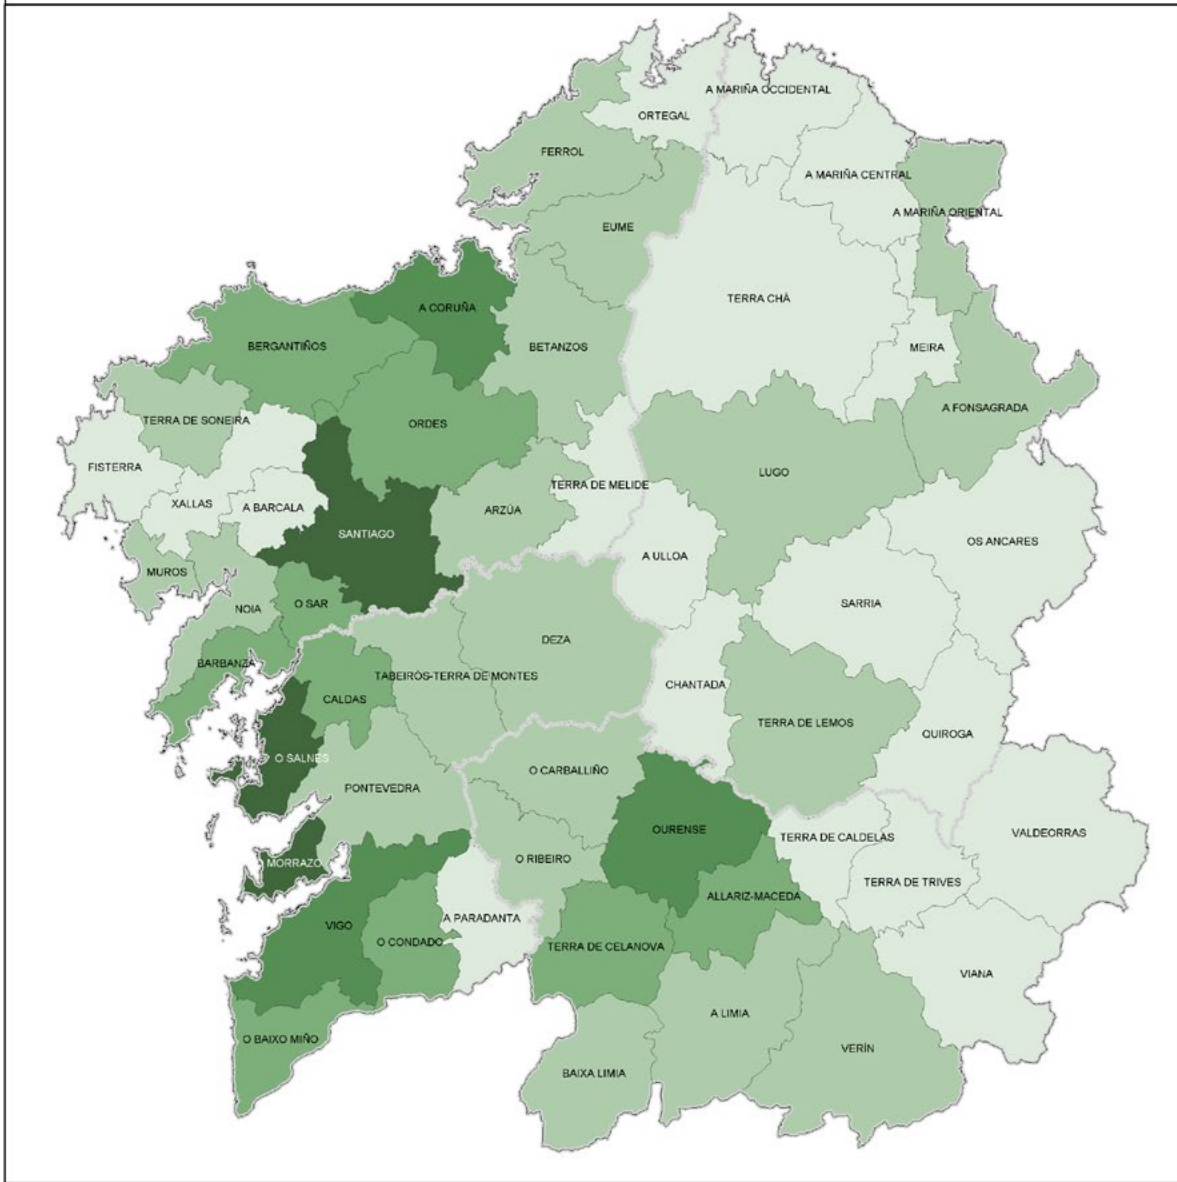 A MARIÑA OCCIDENTAL
ORTEGAL
FERROL
A MARIÑA CENTRAL
A MARIÑA ORIENTAL
EUME
TERRA CHÁ
A CORUÑA
BERGANTIÑOS
BETANZOS
MEIRA
A FONSAGRADA
TERRA DE SONEIRA
ORDES
FISTERRA
LUGO
TERRA DE MELIDE
XALLAS
A BARCALA
ARZÚA
SANTIAGO
OS ANCARES
A ULLOA
MUROS
NOIA
O SAR
SARRIA
DEZA
BARBANZA
TABEIRÓS-TERRA DE MONTES
CHANTADA
CALDAS
TERRA DE LEMOS
QUIROGA
O SALNES
O CARBALLIÑO
PONTEVEDRA
OURENSE
TERRA DE CALDELAS
VALDEORRAS
O RIBEIRO
MORRAZO
TERRA DE TRIVES
ALLARIZ-MACEDA
A PARADANTA
VIGO
O CONDADO
TERRA DE CELANOVA
VIANA
A LIMIA
O BAIXO MIÑO
VERÍN
BAIXA LIMIA